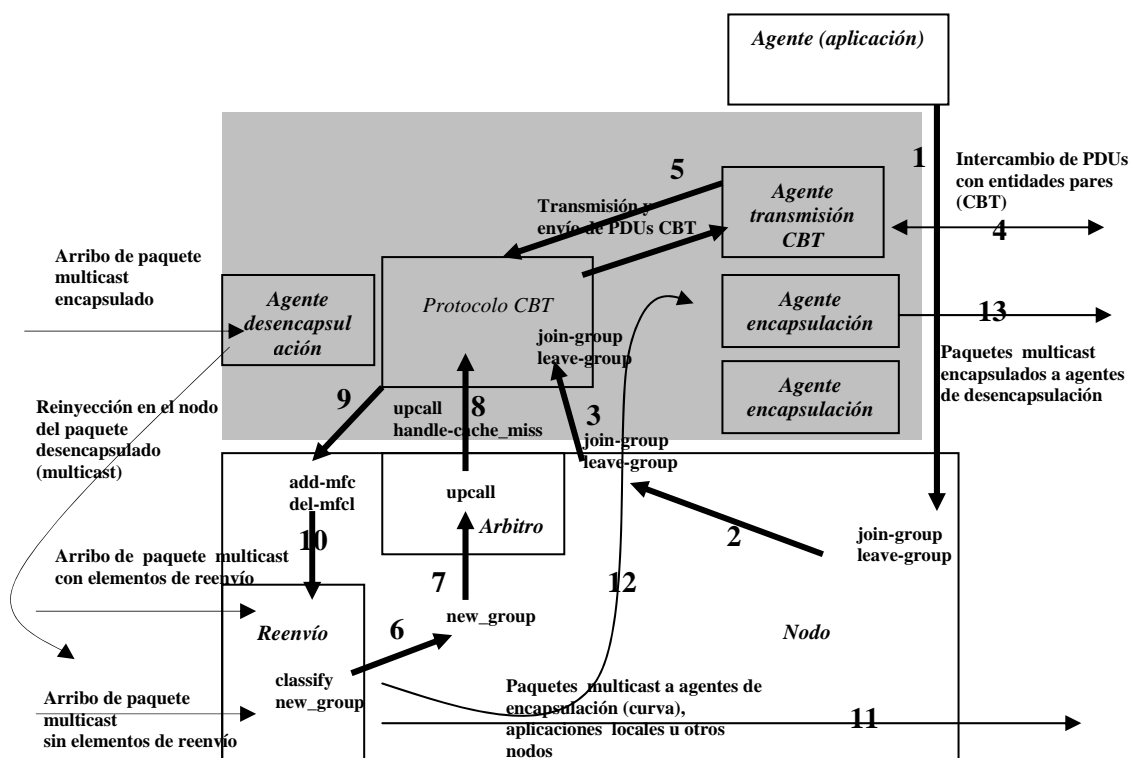 Agente (aplicación)
1
Intercambio de PDUs
con entidades pares
(CBT)
4
5
Agente
transmisión
CBT
Transmisión y
envío de PDUs CBT
Arribo de paquete
multicast
encapsulado
Agente
desencapsul
ación
Protocolo CBT
join-group
leave-group
Agente
encapsulación
13
Paquetes multicast
encapsulados a agentes
de desencapsulación
Agente
encapsulación
9
upcall
handle-cache_miss
8
3
join-group
leave-group
Reinyección en el nodo
del paquete
desencapsulado
(multicast)
add-mfc
del-mfcl
10
upcall
Arbitro
2
join-group
leave-group
Arribo de paquete multicast
con elementos de reenvío
7
12
new_group
6
Reenvío
Nodo
classify
new_group
Arribo de paquete
multicast
sin elementos de reenvío
Paquetes multicast a agentes de
encapsulación (curva),
aplicaciones locales u otros
nodos
11